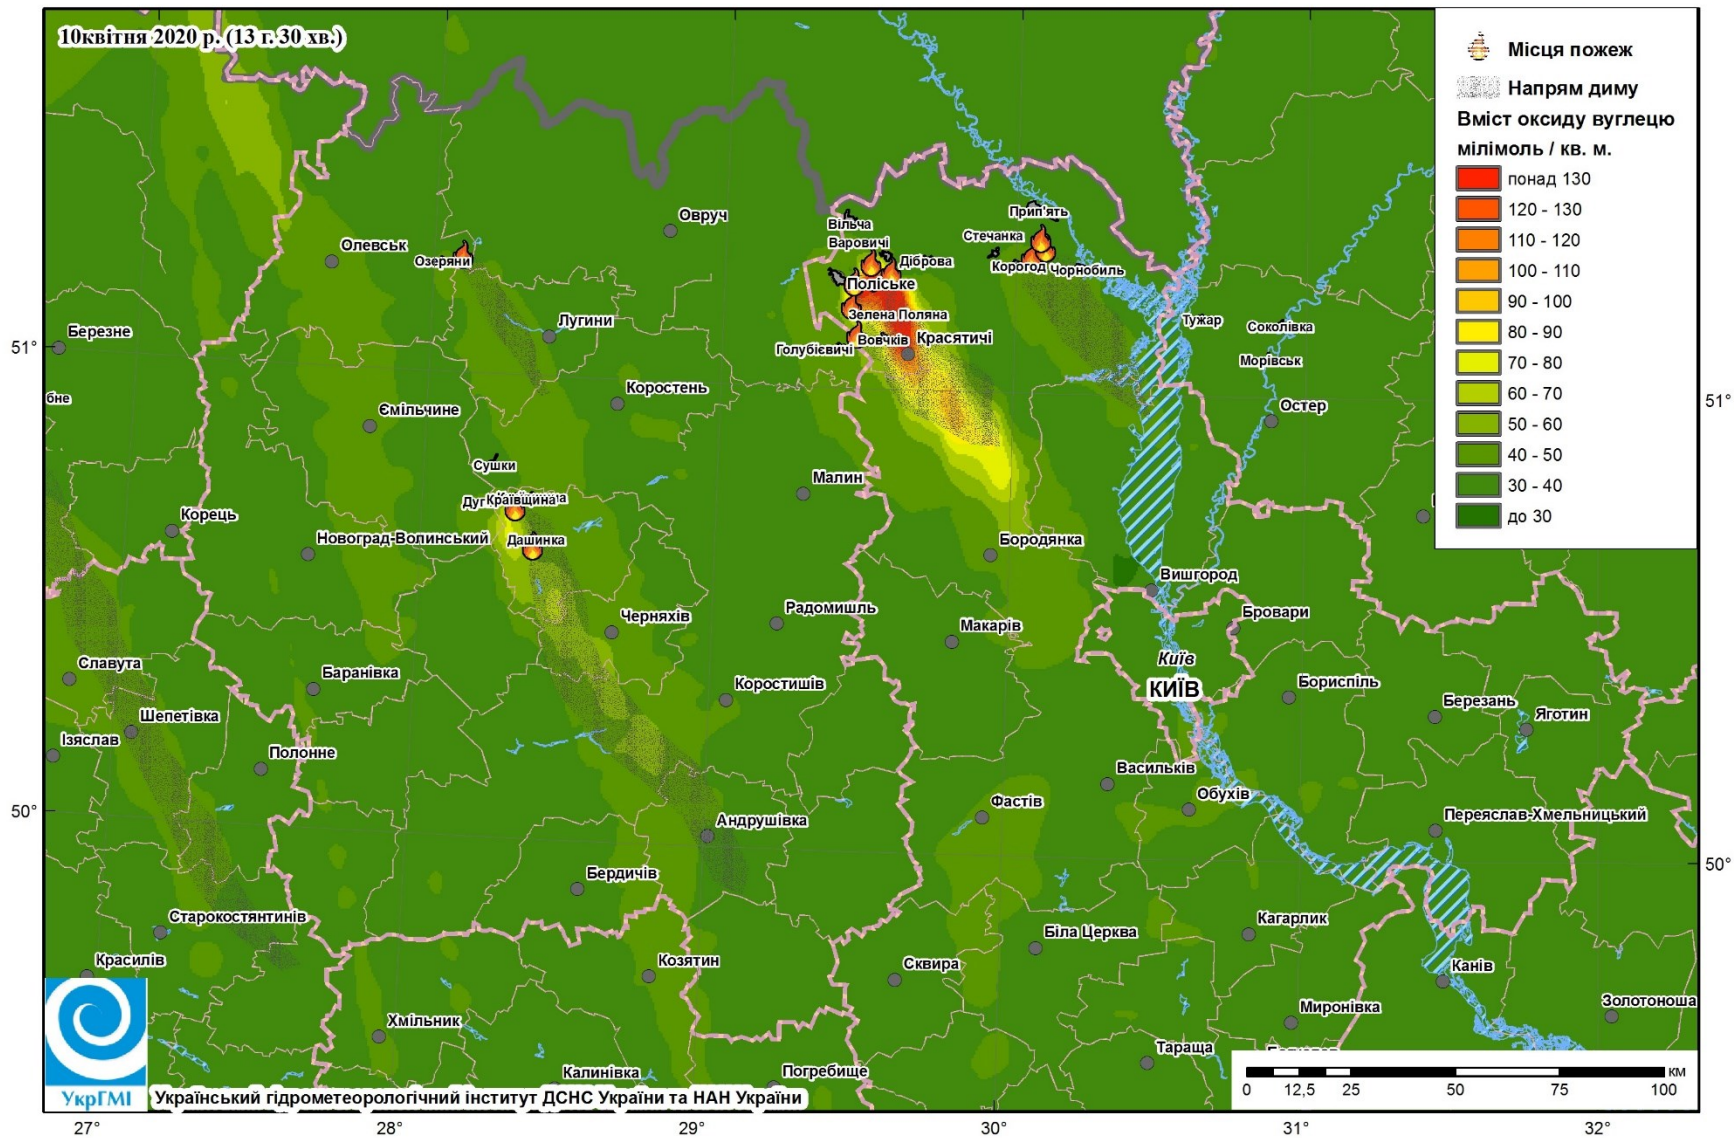 10квітня 2020 р. (13 г. 30 хв.)
Місця пожеж
Напрям диму
Вміст оксиду вуглецю
мілімоль / кв. м.
понад 130
120 - 130
110 - 120
100 - 110
90 - 100
80 - 90
70 - 80
60 - 70
50 - 60
40 - 50
30 - 40
до 30
Овруч
Вільча
Прип'ять
Олевськ
Озеряни
Варовичі
Діброва
Стечанка
Корогод
Чорнобиль
Поліське
Зелена Поляна
Березне
Лугини
Голубієвичі
Вовчків
Красятичі
Тужар
Соколівка
Морівськ
51°
51°
бне
Ємільчине
Коростень
Остер
Сушки
Малин
Краївщина
Корець
Новоград-Волинський
Дашинка
Бородянка
Вишгород
Черняхів
Радомишль
Макарів
Бровари
Славута
Баранівка
Коростишів
Київ
КИЇВ
Бориспіль
Березань
Яготин
Шепетівка
Ізяслав
Полонне
Васильків
Фастів
Обухів
50°
Андрушівка
Переяслав-Хмельницький
50°
Бердичів
Старокостянтинів
Біла Церква
Кагарлик
Красилів
Козятин
Сквира
Канів
Хмільник
Миронівка
Золотоноша
Калинівка
Погребище
Тараща
УкрГМІ
Український гідрометеорологічний інститут ДСНС України та НАН України
км
0 12,5 25 50 75 100
27° 28° 29° 30° 31° 32°